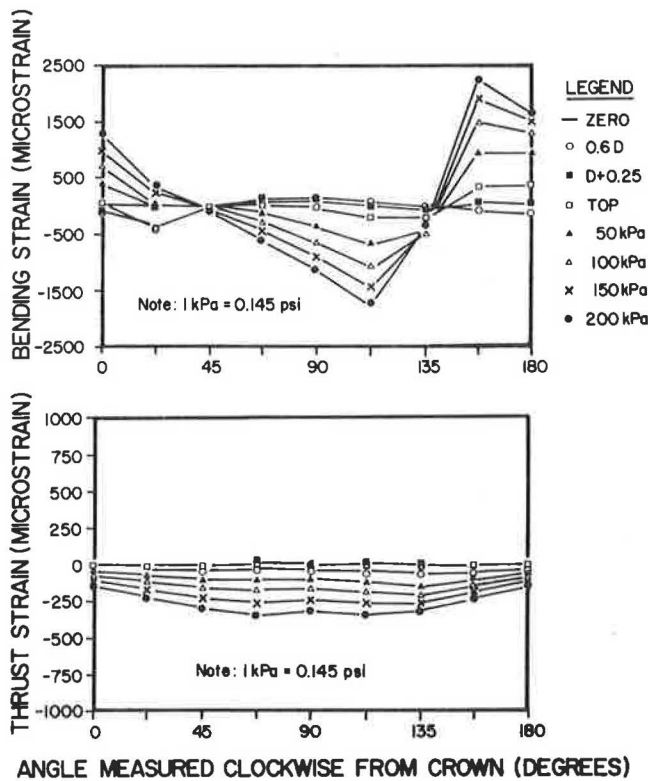 BENDING STRAIN (MICROSTRAIN)
2500
1500
500
-500
-1500
-2500
Note: 1 kPa = 0.145 psi
0
45
90
135
180
LEGEND
ZERO
0.6 D
D+0.25
TOP
50 kPa
100 kPa
150 kPa
200 kPa
THRUST STRAIN (MICROSTRAIN)
1000
750
500
250
0
-250
-500
-750
-1000
Note: 1 kPa = 0.145 psi
0
45
90
135
180
ANGLE MEASURED CLOCKWISE FROM CROWN (DEGREES)